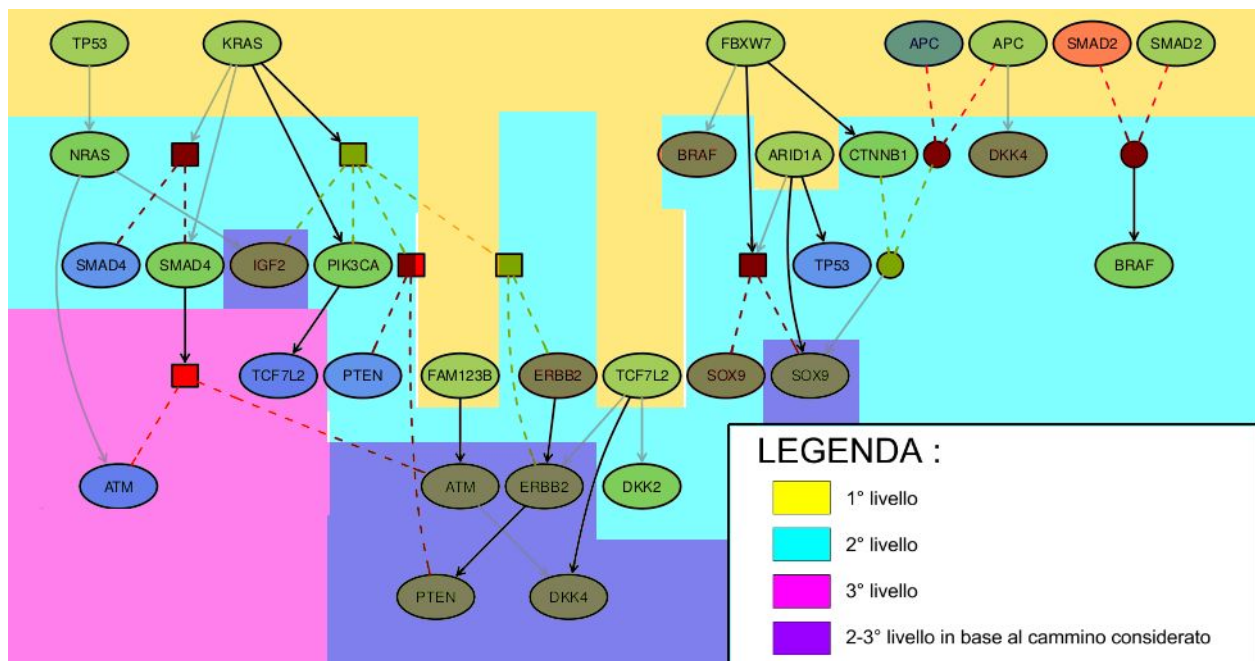 TP53 KRAS FBXW7 APC APC SMAD2 SMAD2
NRAS BRAF ARID1A CTNNB1 DKK4
SMAD4 SMAD4 IGF2 PIK3CA TP53 BRAF
TCF7L2 PTEN FAM123B ERBB2 TCF7L2 SOX9 SOX9
ATM ATM ERBB2 DKK2
PTEN DKK4
LEGENDA :
1° livello
2° livello
3° livello
2-3° livello in base al cammino considerato